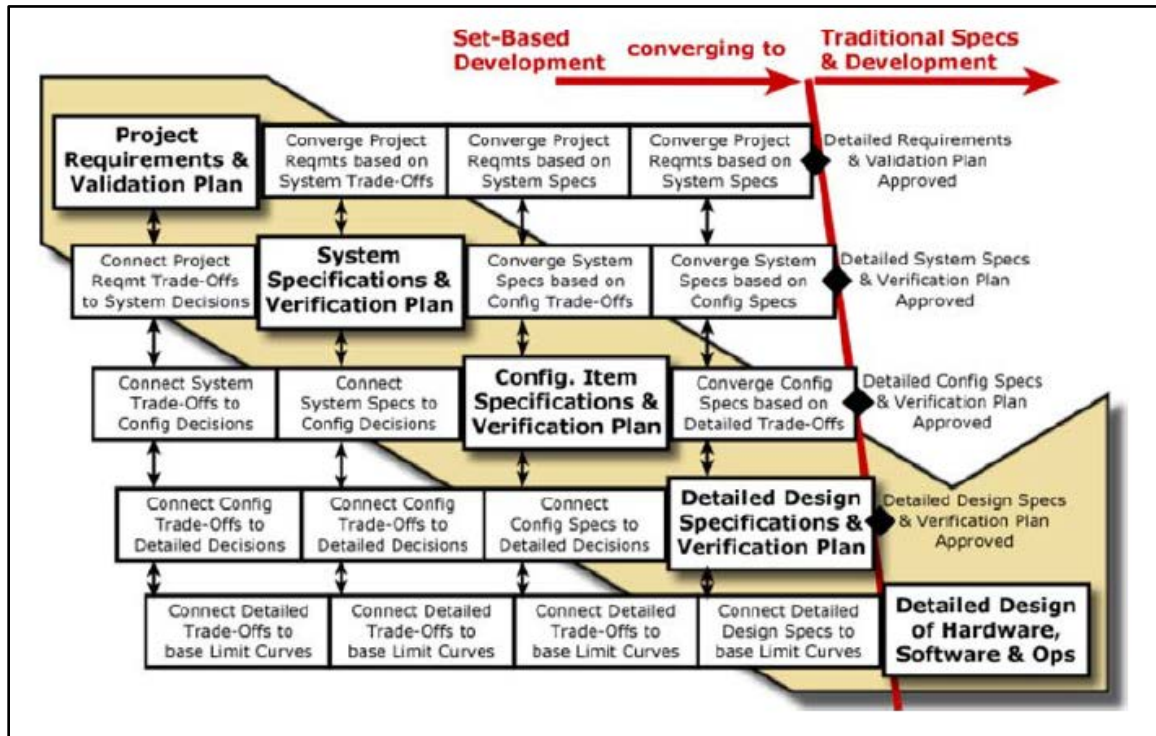 Set-Based
Development
converging to
Traditional Specs
& Development
Project
Requirements &
Validation Plan
Converge Project
Reqmts based on
System Trade-Offs
Converge Project
Reqmts based on
System Specs
Converge Project
Reqmts based on
System Specs
Detailed Requirements
& Validation Plan
Approved
Connect Project
Reqmt Trade-Offs
to System Decisions
System
Specifications &
Verification Plan
Converge System
Specs based on
Config Trade-Offs
Converge System
Specs based on
Config Specs
Detailed System Specs
& Verification Plan
Approved
Connect System
Trade-Offs to
Config Decisions
Connect
System Specs to
Config Decisions
Config. Item
Specifications &
Verification Plan
Converge Config
Specs based on
Detailed Trade-Offs
Detailed Config Specs
& Verification Plan
Approved
Connect Config
Trade-Offs to
Detailed Decisions
Connect Config
Trade-Offs to
Detailed Decisions
Connect
Config Specs to
Detailed Decisions
Detailed Design
Specifications &
Verification Plan
Detailed Design Specs
& Verification Plan
Approved
Connect Detailed
Trade-Offs to
base Limit Curves
Connect Detailed
Trade-Offs to
base Limit Curves
Connect Detailed
Trade-Offs to
base Limit Curves
Connect Detailed
Design Specs to
base Limit Curves
Detailed Design
of Hardware,
Software & Ops